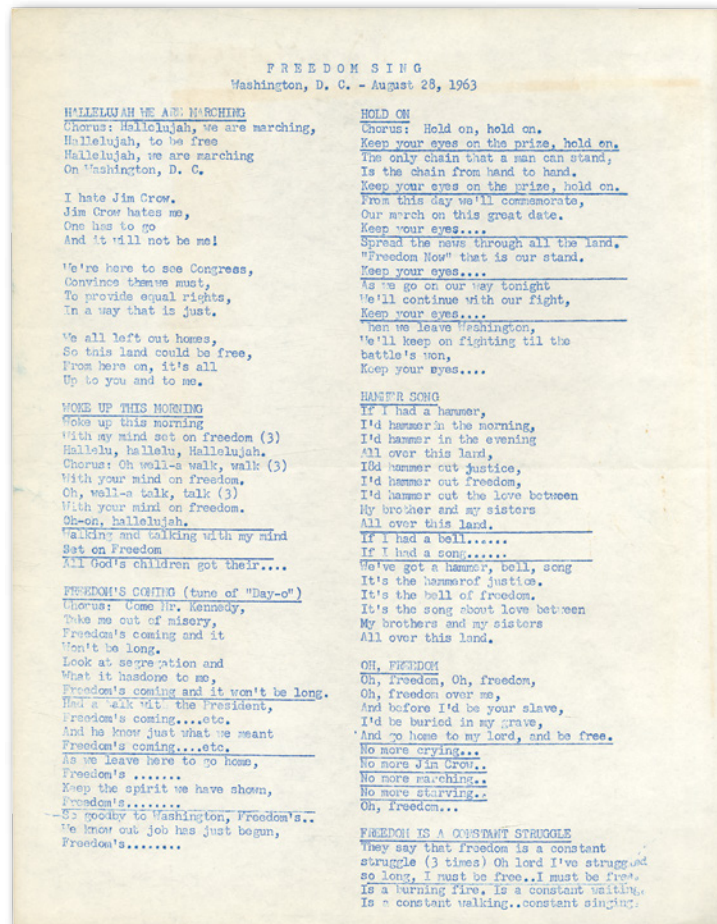 FREEDOM SING
Washington, D. C. - August 28, 1963
HALLELUJAH WE ARE MARCHING
Chorus: Hallolujah, we are marching,
Hallelujah, to be free
Hallelujah, we are marching
On Washington, D. C.
I hate Jim Crow.
Jim Crow hates me,
One has to go
And it will not be me!
We're here to see Congress,
Convince themwe must,
To provide equal rights,
In a way that is just.
We all left out homes,
So this land could be free,
From here on, it's all
Up to you and to me.
WOKE UP THIS MORNING
Woke up this morning
With my mind set on freedom (3)
Hallelu, hallelu, Hallelujah.
Chorus: Oh well-a walk, walk (3)
With your mind on freedom.
Oh, well-a talk, talk (3)
With your mind on freedom.
Oh-on, hallelujah.
Walking and talking with my mind
Set on Freedom
All God's children got their....
FREEDOM'S COMING (tune of "Day-o")
Chorus: Come Mr. Kennedy,
Take me out of misery,
Freedom's coming and it
Won't be long.
Look at segregation and
What it hasdone to me,
Freedom's coming and it won't be long.
Had a talk with the President,
Freedom's coming....etc.
And he know just what we meant
Freedom's coming....etc.
As we leave here to go home,
Freedom's .......
Keep the spirit we have shown,
Freedom's........
So goodby to Washington, Freedom's..
We know out job has just begun,
Freedom's........
HOLD ON
Chorus: Hold on, hold on.
Keep your eyes on the prize, hold on.
The only chain that a man can stand,
Is the chain from hand to hand.
Keep your eyes on the prize, hold on.
From this day we'll commemorate,
Our march on this great date.
Keep your eyes....
Spread the news through all the land.
"Freedom Now" that is our stand.
Keep your eyes....
As we go on our way tonight
We'll continue with our fight,
Keep your eyes....
When we leave Washington,
We'll keep on fighting til the
battle's won,
Keep your eyes....
HAMMER SONG
If I had a hammer,
I'd hammerin the morning,
I'd hammer in the evening
All over this land,
I8d hammer out justice,
I'd hammer out freedom,
I'd hammer out the love between
My brother and my sisters
All over this land.
If I had a bell......
If I had a song......
We've got a hammer, bell, song
It's the hammerof justice.
It's the bell of freedom.
It's the song about love between
My brothers and my sisters
All over this land.
OH, FREEDOM
Oh, freedom, Oh, freedom,
Oh, freedom over me,
And before I'd be your slave,
I'd be buried in my grave,
And go home to my lord, and be free.
No more crying...
No more Jim Crow..
No more marching..
No more starving..
Oh, freedom...
FREEDOM IS A CONSTANT STRUGGLE
They say that freedom is a constant
struggle (3 times) Oh lord I've struggled
so long, I must be free..I must be free.
Is a burning fire. Is a constant waiting,
Is a constant walking..constant singing.